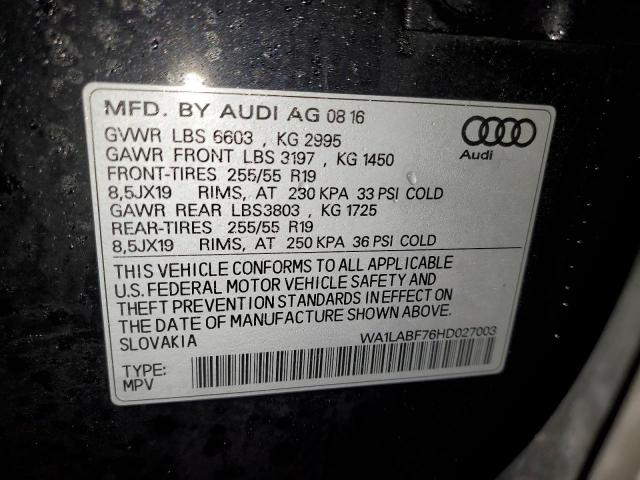 MFD. BY AUDI AG 08 16
GVWR LBS 6603 , KG 2995
GAWR FRONT LBS 3197 , KG 1450
FRONT-TIRES 255/55 R19
8,5JX19 RIMS, AT 230 KPA 33 PSI COLD
GAWR REAR LBS3803 , KG 1725
REAR-TIRES 255/55 R19
8,5JX19 RIMS, AT 250 KPA 36 PSI COLD
Audi
THIS VEHICLE CONFORMS TO ALL APPLICABLE
U.S. FEDERAL MOTOR VEHICLE SAFETY AND
THEFT PREVENTION STANDARDS IN EFFECT ON
THE DATE OF MANUFACTURE SHOWN ABOVE.
SLOVAKIA
WA1LABF76HD027003
TYPE:
MPV